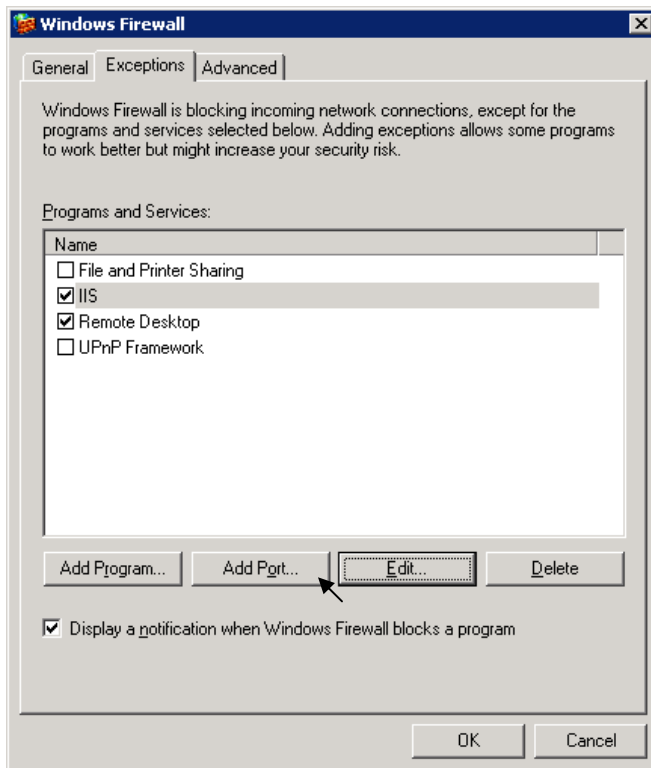 Windows Firewall
General Exceptions Advanced
Windows Firewall is blocking incoming network connections, except for the
programs and services selected below. Adding exceptions allows some programs
to work better but might increase your security risk.
Programs and Services:
Name
File and Printer Sharing
IIS
Remote Desktop
UPnP Framework
Add Program... Add Port... Edit... Delete
Display a notification when Windows Firewall blocks a program
OK Cancel